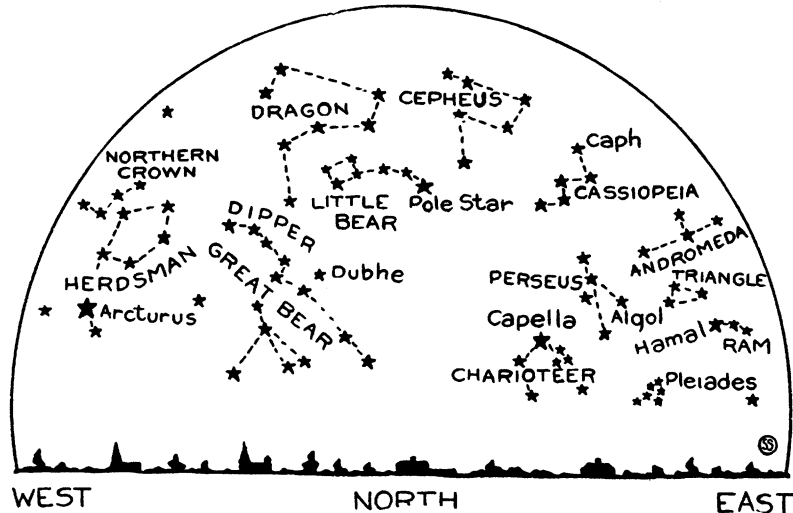 DRAGON
CEPHEUS
Caph
NORTHERN
CROWN
CASSIOPEIA
LITTLE
BEAR
Pole Star
DIPPER
GREAT BEAR
Dubhe
HERDSMAN
Arcturus
ANDROMEDA
TRIANGLE
PERSEUS
Algol
Capella
Hamal
RAM
CHARIOTEER
Pleiades
SS
WEST
NORTH
EAST